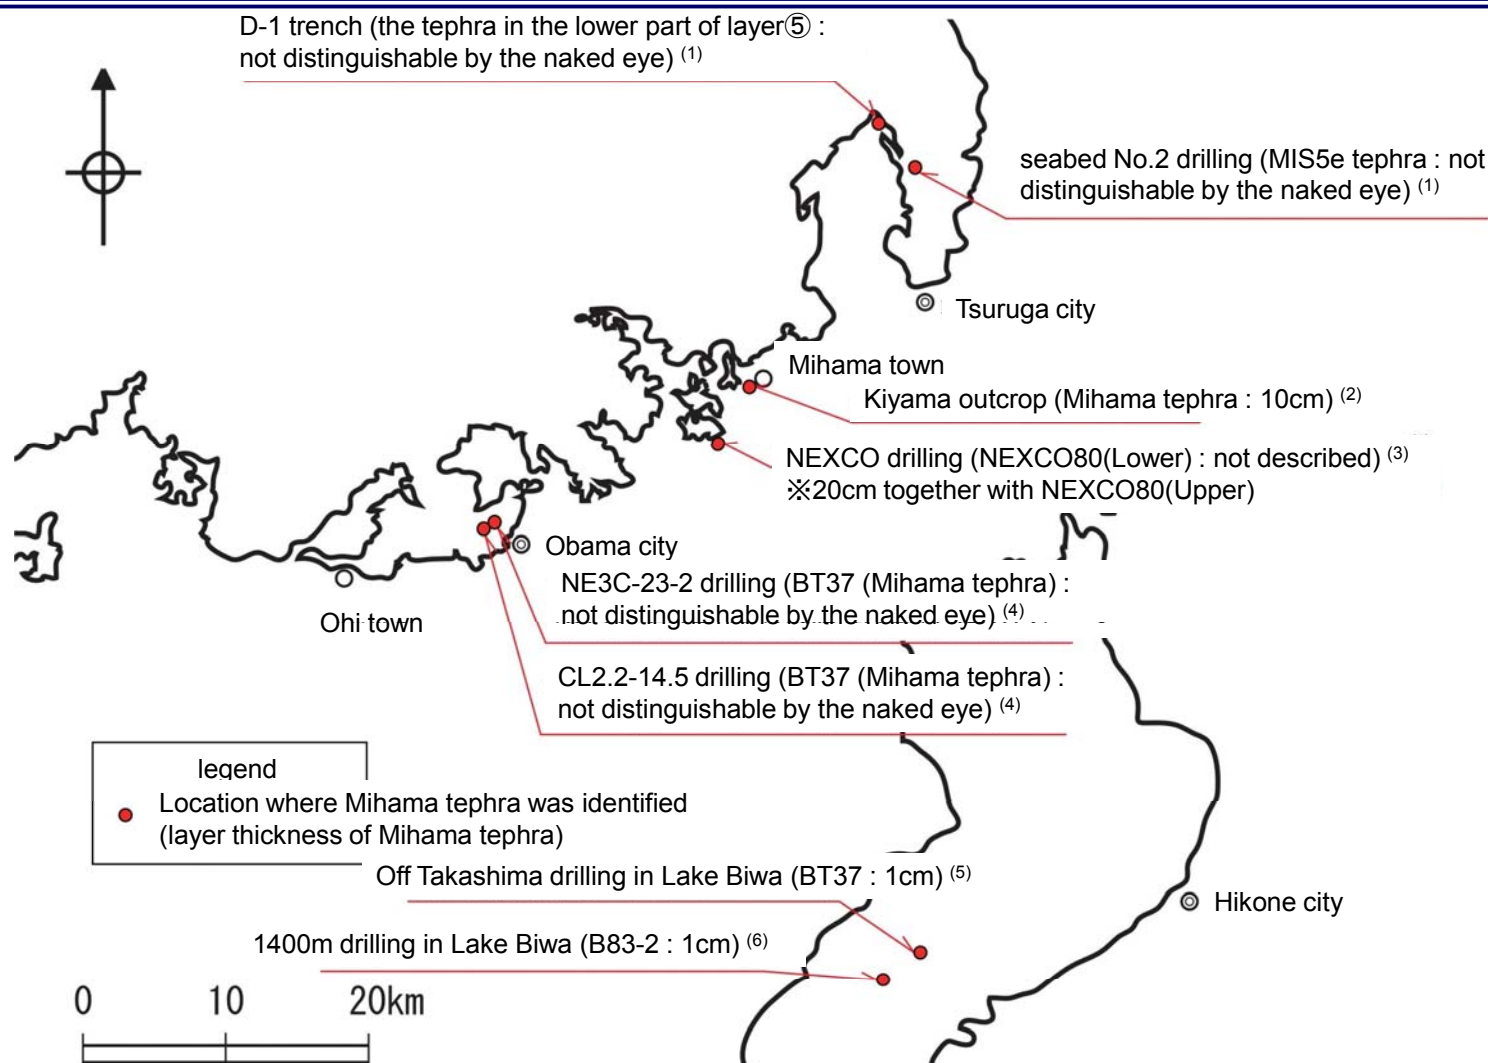 D-1 trench (the tephra in the lower part of layer⑤ :
not distinguishable by the naked eye) (1)
seabed No.2 drilling (MIS5e tephra : not
distinguishable by the naked eye) (1)
Tsuruga city
Mihama town
Kiyama outcrop (Mihama tephra : 10cm) (2)
NEXCO drilling (NEXCO80(Lower) : not described) (3)
※20cm together with NEXCO80(Upper)
Obama city
NE3C-23-2 drilling (BT37 (Mihama tephra) :
not distinguishable by the naked eye) (4)
Ohi town
CL2.2-14.5 drilling (BT37 (Mihama tephra) :
not distinguishable by the naked eye) (4)
legend
Location where Mihama tephra was identified
(layer thickness of Mihama tephra)
Off Takashima drilling in Lake Biwa (BT37 : 1cm) (5)
Hikone city
1400m drilling in Lake Biwa (B83-2 : 1cm) (6)
0 10 20km